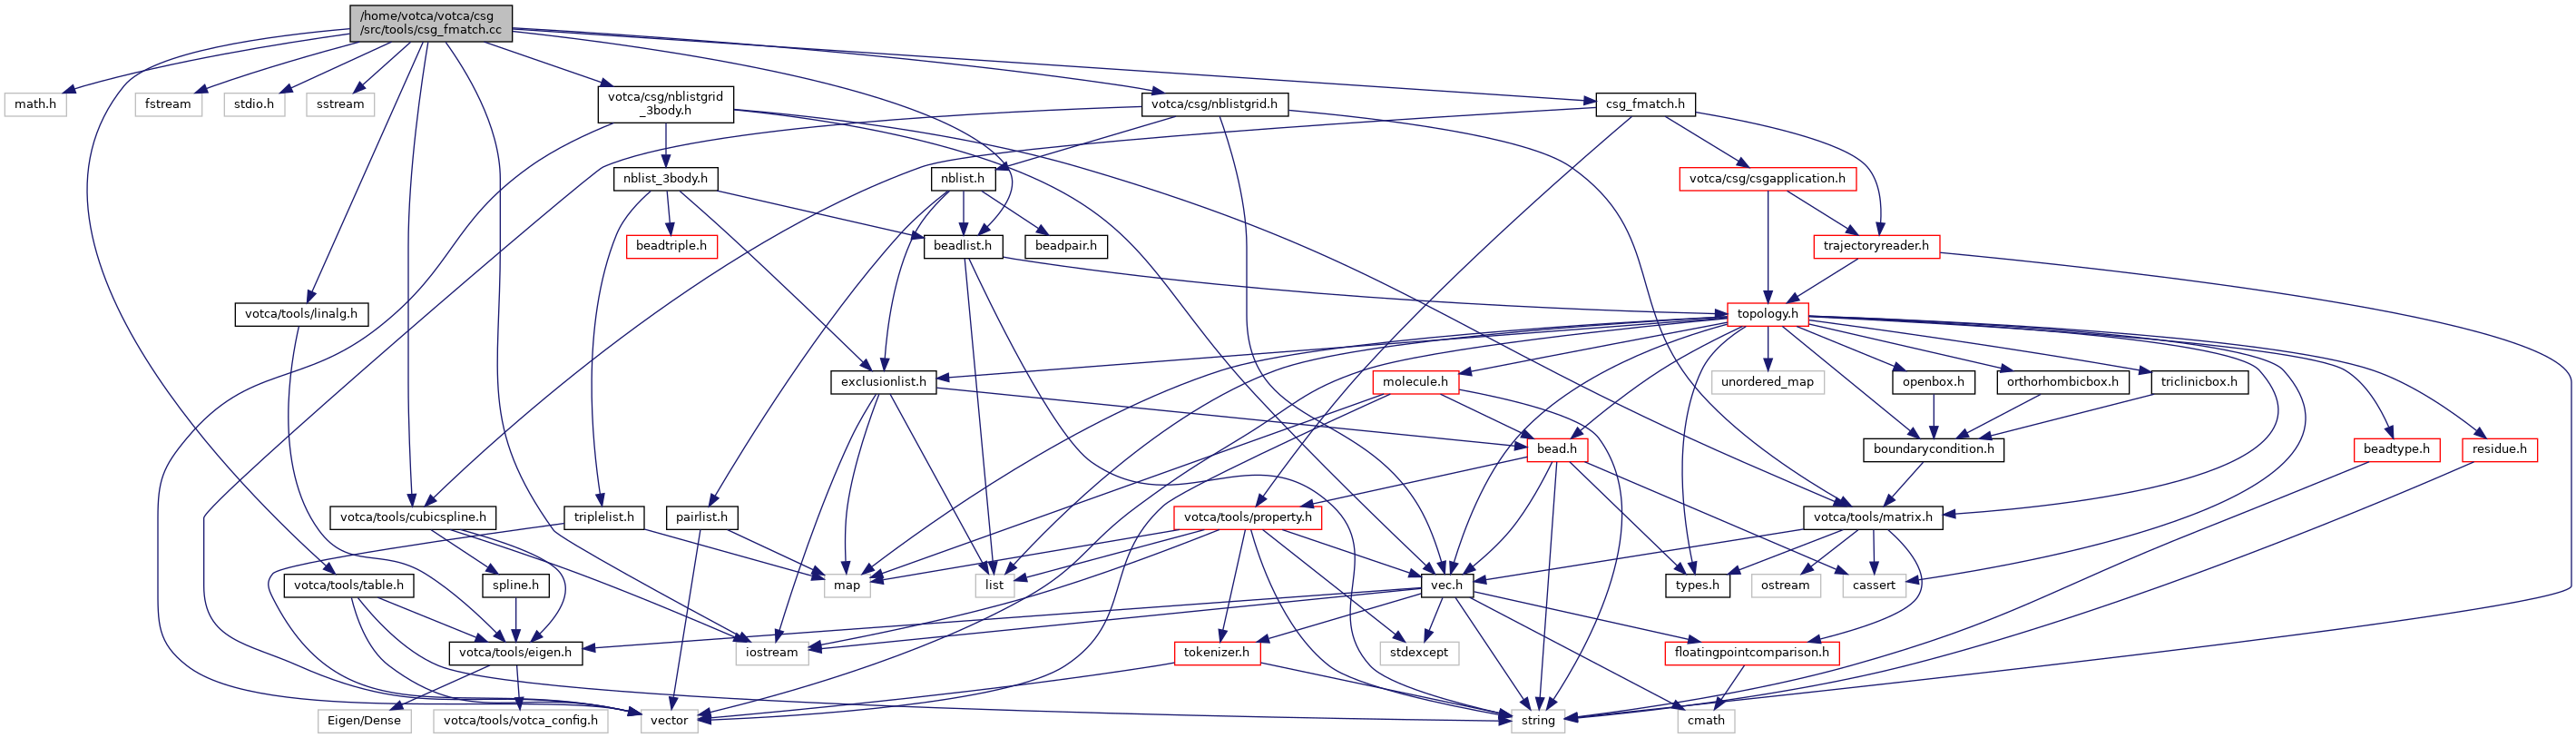 /home/votca/votca/csg
/src/tools/csg_fmatch.cc
math.h
fstream
stdio.h
sstream
votca/csg/nblistgrid
_3body.h
votca/csg/nblistgrid.h
csg_fmatch.h
nblist_3body.h
nblist.h
votca/csg/csgapplication.h
beadtriple.h
beadlist.h
beadpair.h
trajectoryreader.h
votca/tools/linalg.h
topology.h
exclusionlist.h
molecule.h
unordered_map
openbox.h
orthorhombicbox.h
triclinicbox.h
bead.h
boundarycondition.h
beadtype.h
residue.h
votca/tools/cubicspline.h
triplelist.h
pairlist.h
votca/tools/property.h
votca/tools/matrix.h
votca/tools/table.h
spline.h
map
list
vec.h
types.h
ostream
cassert
votca/tools/eigen.h
iostream
tokenizer.h
stdexcept
floatingpointcomparison.h
Eigen/Dense
votca/tools/votca_config.h
vector
string
cmath